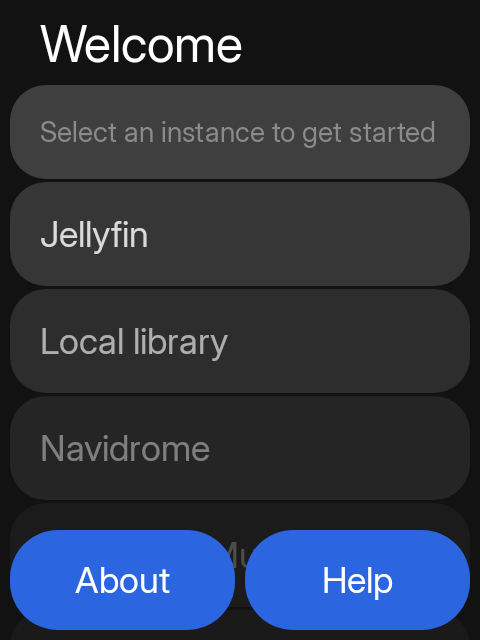 Welcome
Select an instance to get started
Jellyfin
Local library
Navidrome
About
Help